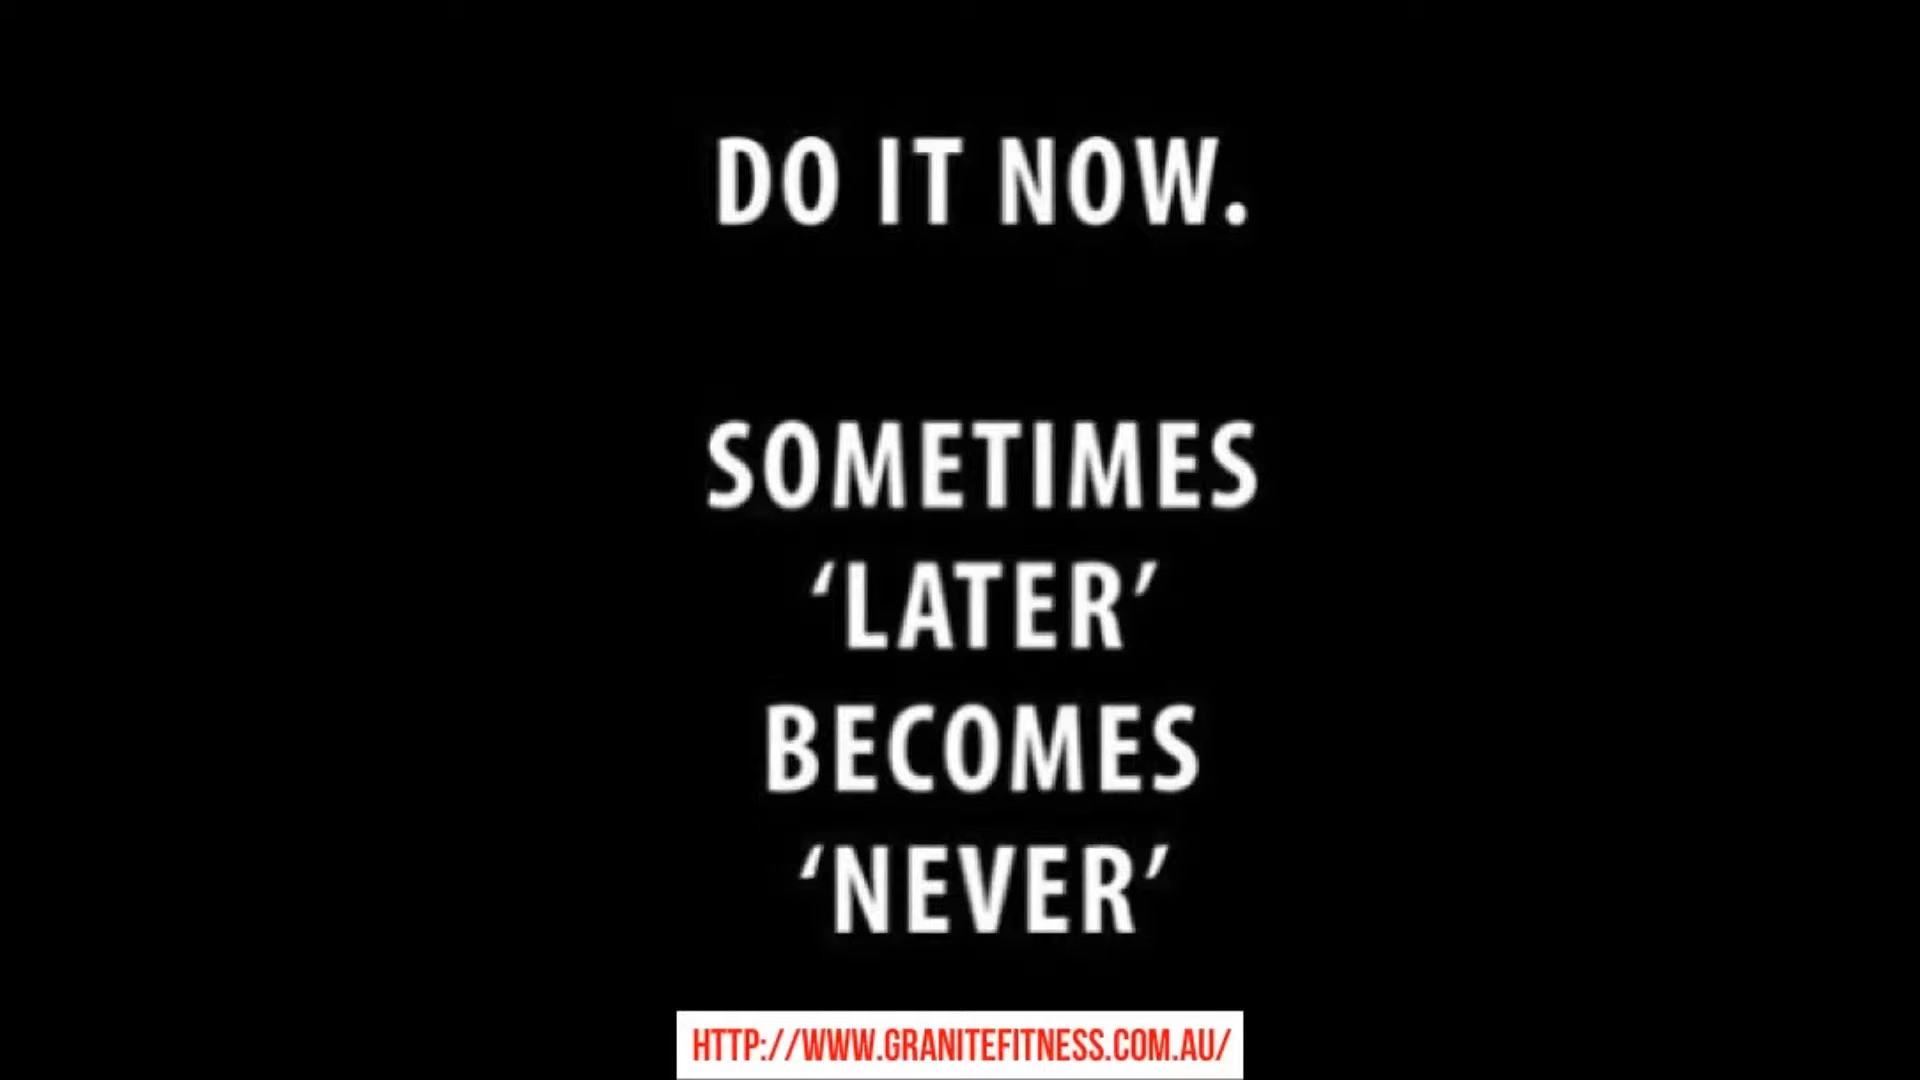 DO IT NOW.
SOMETIMES
‘LATER’
BECOMES
‘NEVER’
HTTP://WWW.GRANITEFITNESS.COM.AU/